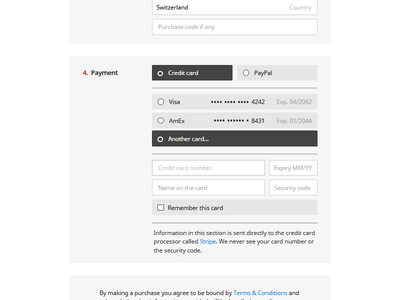 Switzerland Country
Purchase code if any
4. Payment
Credit card PayPal
Visa •••• •••• •••• 4242 Exp. 04/2042
AmEx •••• •••••• • 8431 Exp. 01/2044
Another card...
Credit card number Expiry MM/YY
Name on the card Security code
Remember this card
Information in this section is sent directly to the credit card
processor called Stripe. We never see your card number or
the security code.
By making a purchase you agree to be bound by Terms & Conditions and